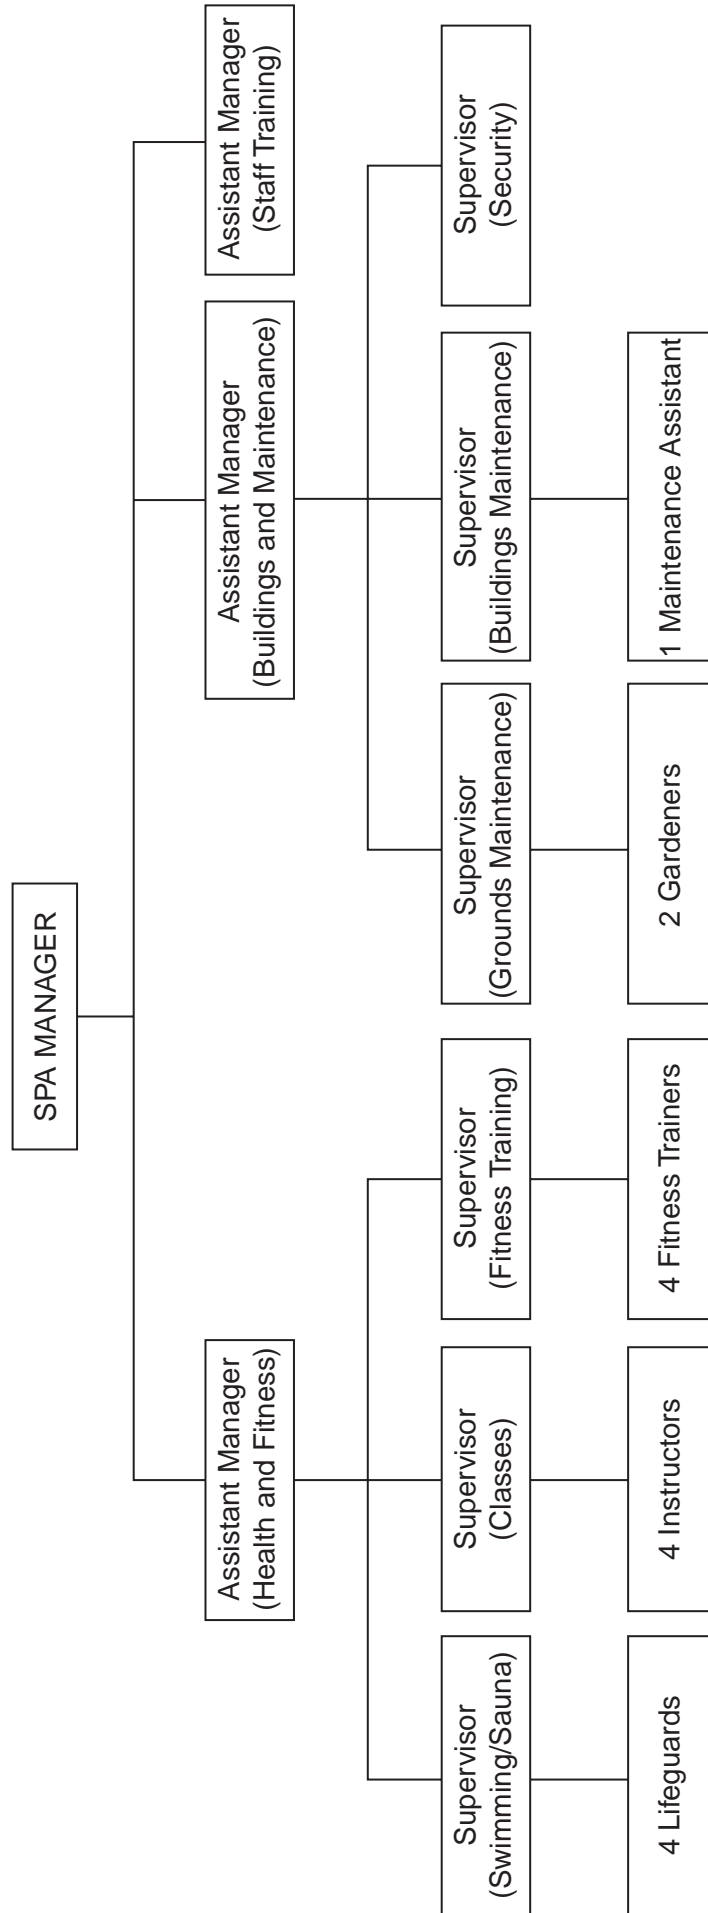 SPA MANAGER
Assistant Manager
(Health and Fitness)
Assistant Manager
(Buildings and Maintenance)
Assistant Manager
(Staff Training)
Supervisor
(Swimming/Sauna)
Supervisor
(Classes)
Supervisor
(Fitness Training)
Supervisor
(Grounds Maintenance)
Supervisor
(Buildings Maintenance)
Supervisor
(Security)
4 Lifeguards
4 Instructors
4 Fitness Trainers
2 Gardeners
1 Maintenance Assistant